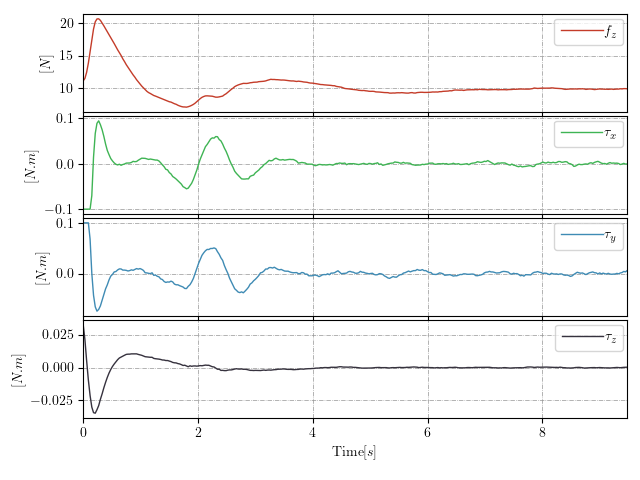 20
15
10
[N]
f_z
0.1
0.0
−0.1
[N.m]
τ_x
0.1
0.0
[N.m]
τ_y
0.025
0.000
−0.025
[N.m]
τ_z
0 2 4 6 8
Time[s]